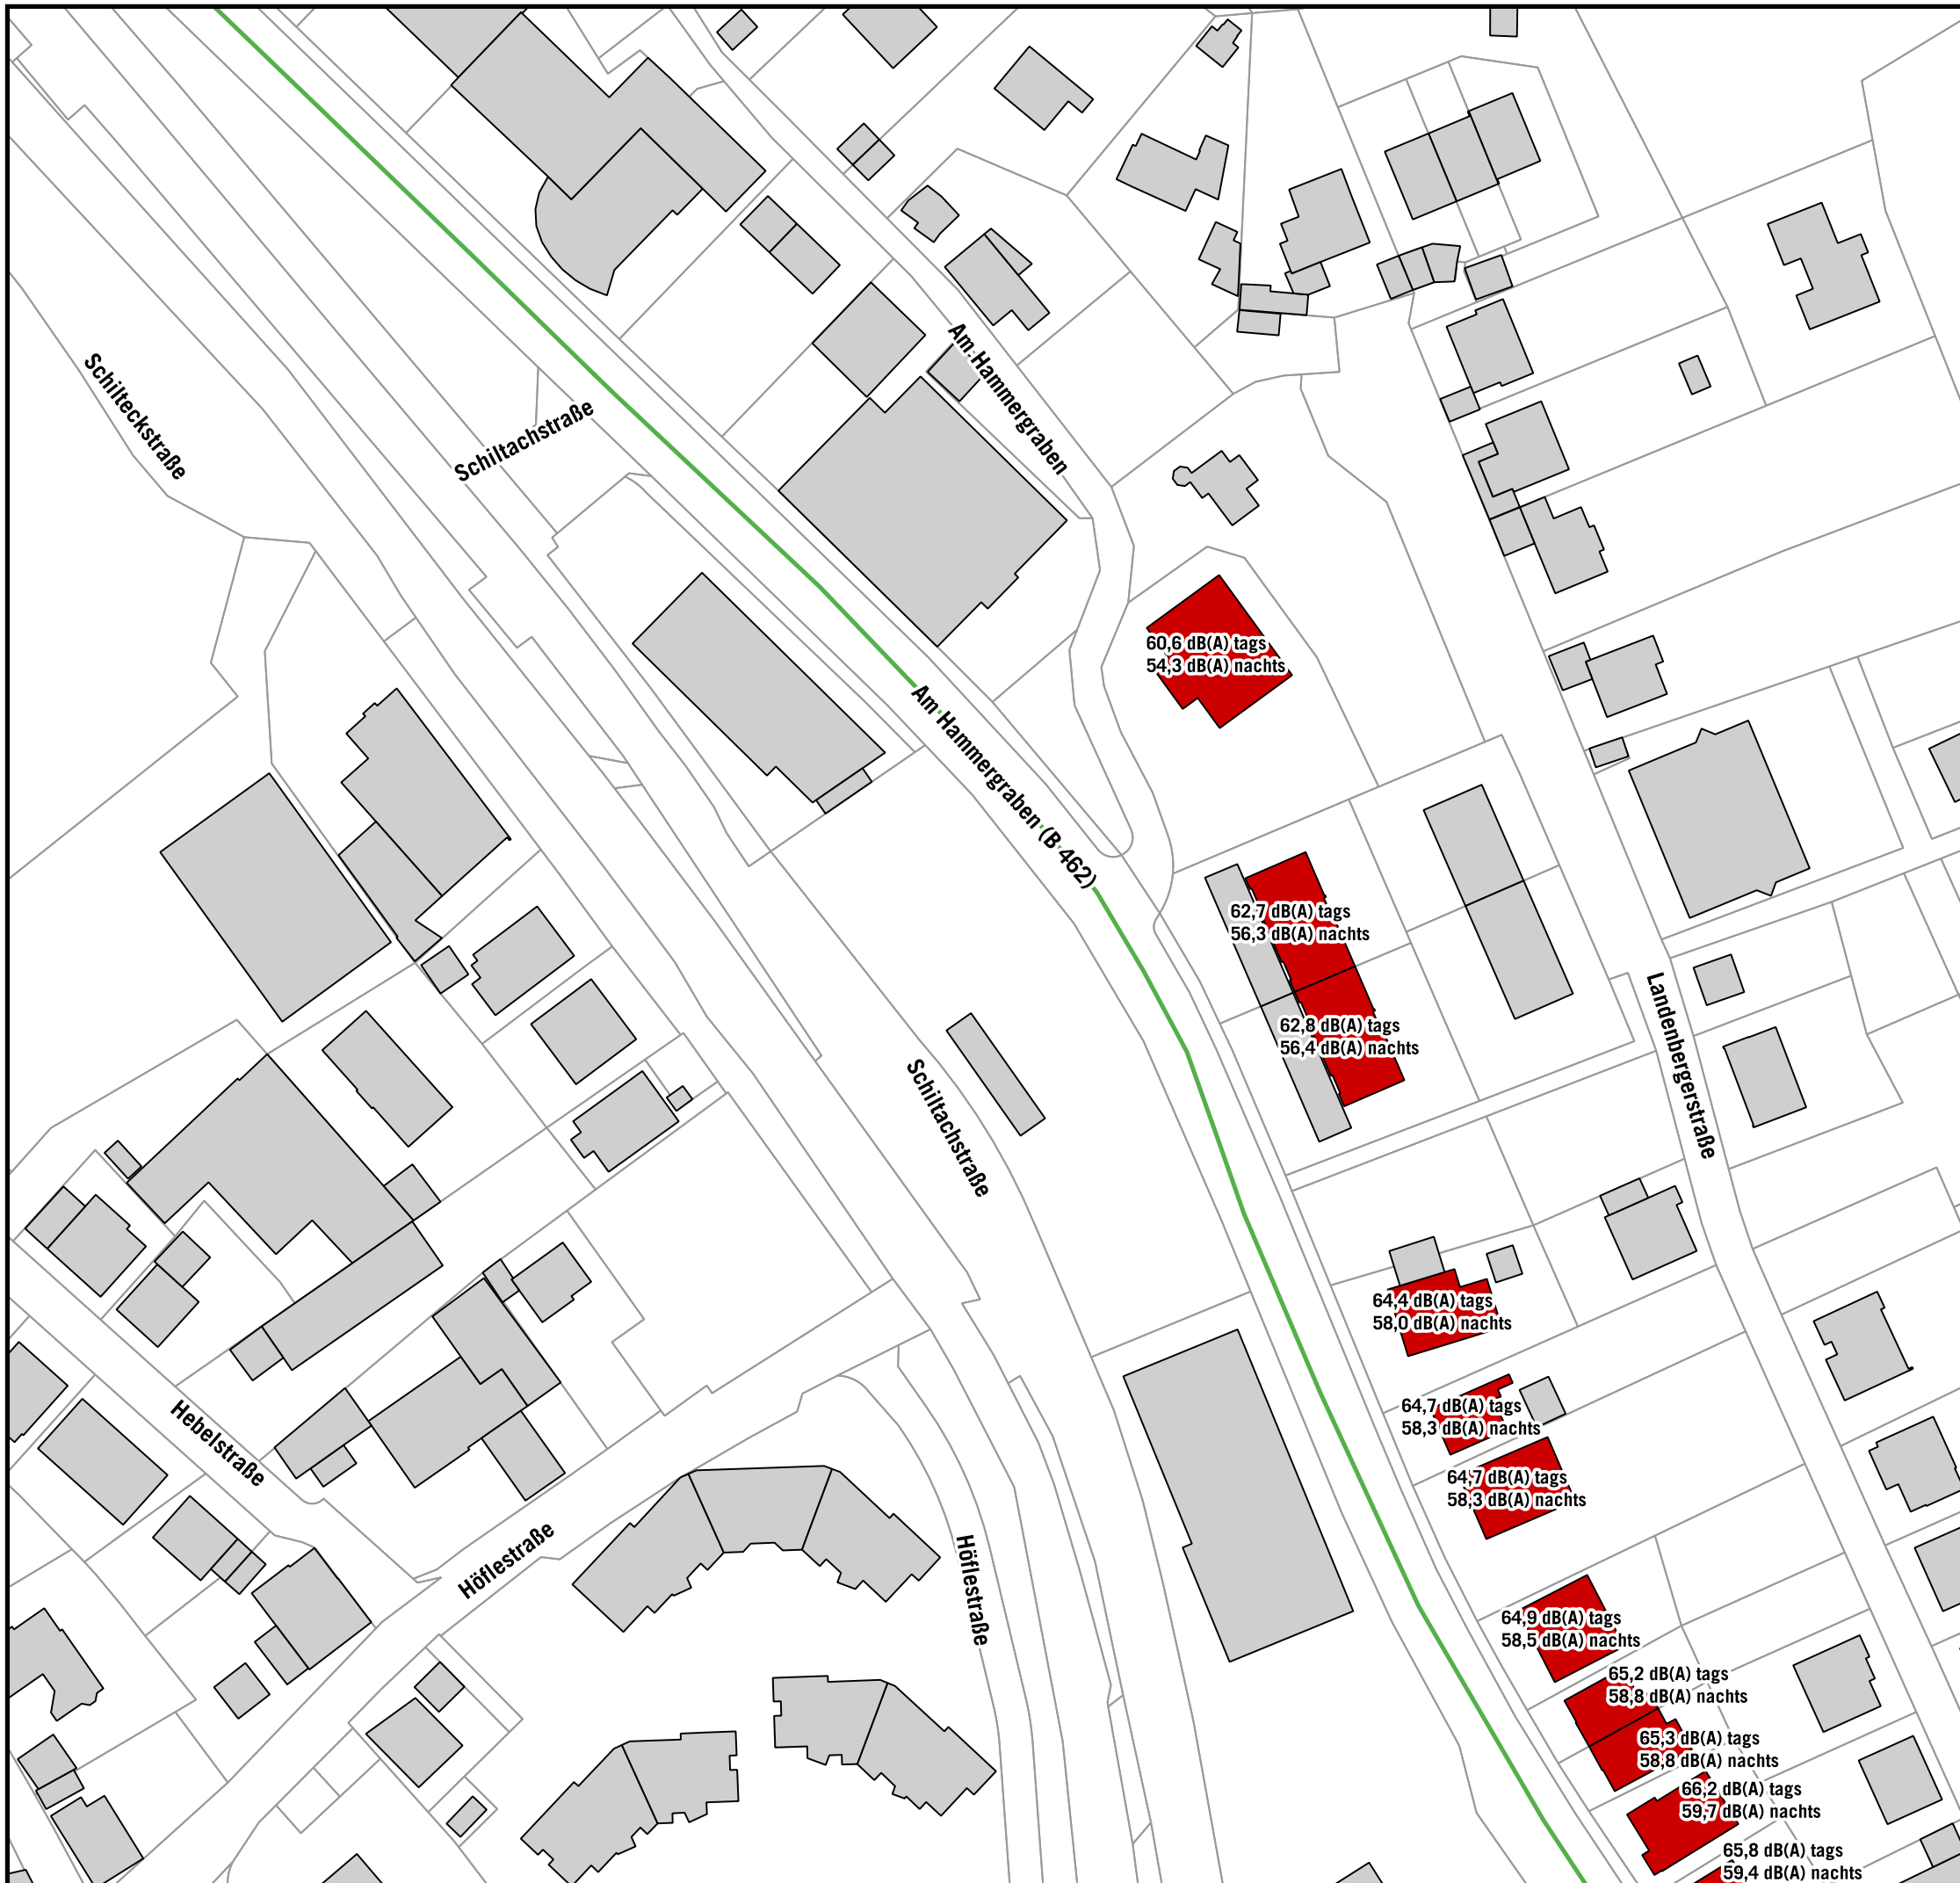 Am Hammergraben
Schilteckstraße
Schiltachstraße
60,6 dB(A) tags
54,3 dB(A) nachts
Am Hammergraben (B 462)
62,7 dB(A) tags
56,3 dB(A) nachts
62,8 dB(A) tags
56,4 dB(A) nachts
Landenbergerstraße
Schiltachstraße
64,4 dB(A) tags
58,0 dB(A) nachts
64,7 dB(A) tags
58,3 dB(A) nachts
Hebelstraße
64,7 dB(A) tags
58,3 dB(A) nachts
Höflestraße
Höflestraße
64,9 dB(A) tags
58,5 dB(A) nachts
65,2 dB(A) tags
58,8 dB(A) nachts
65,3 dB(A) tags
58,8 dB(A) nachts
66,2 dB(A) tags
59,7 dB(A) nachts
65,8 dB(A) tags
59,4 dB(A) nachts